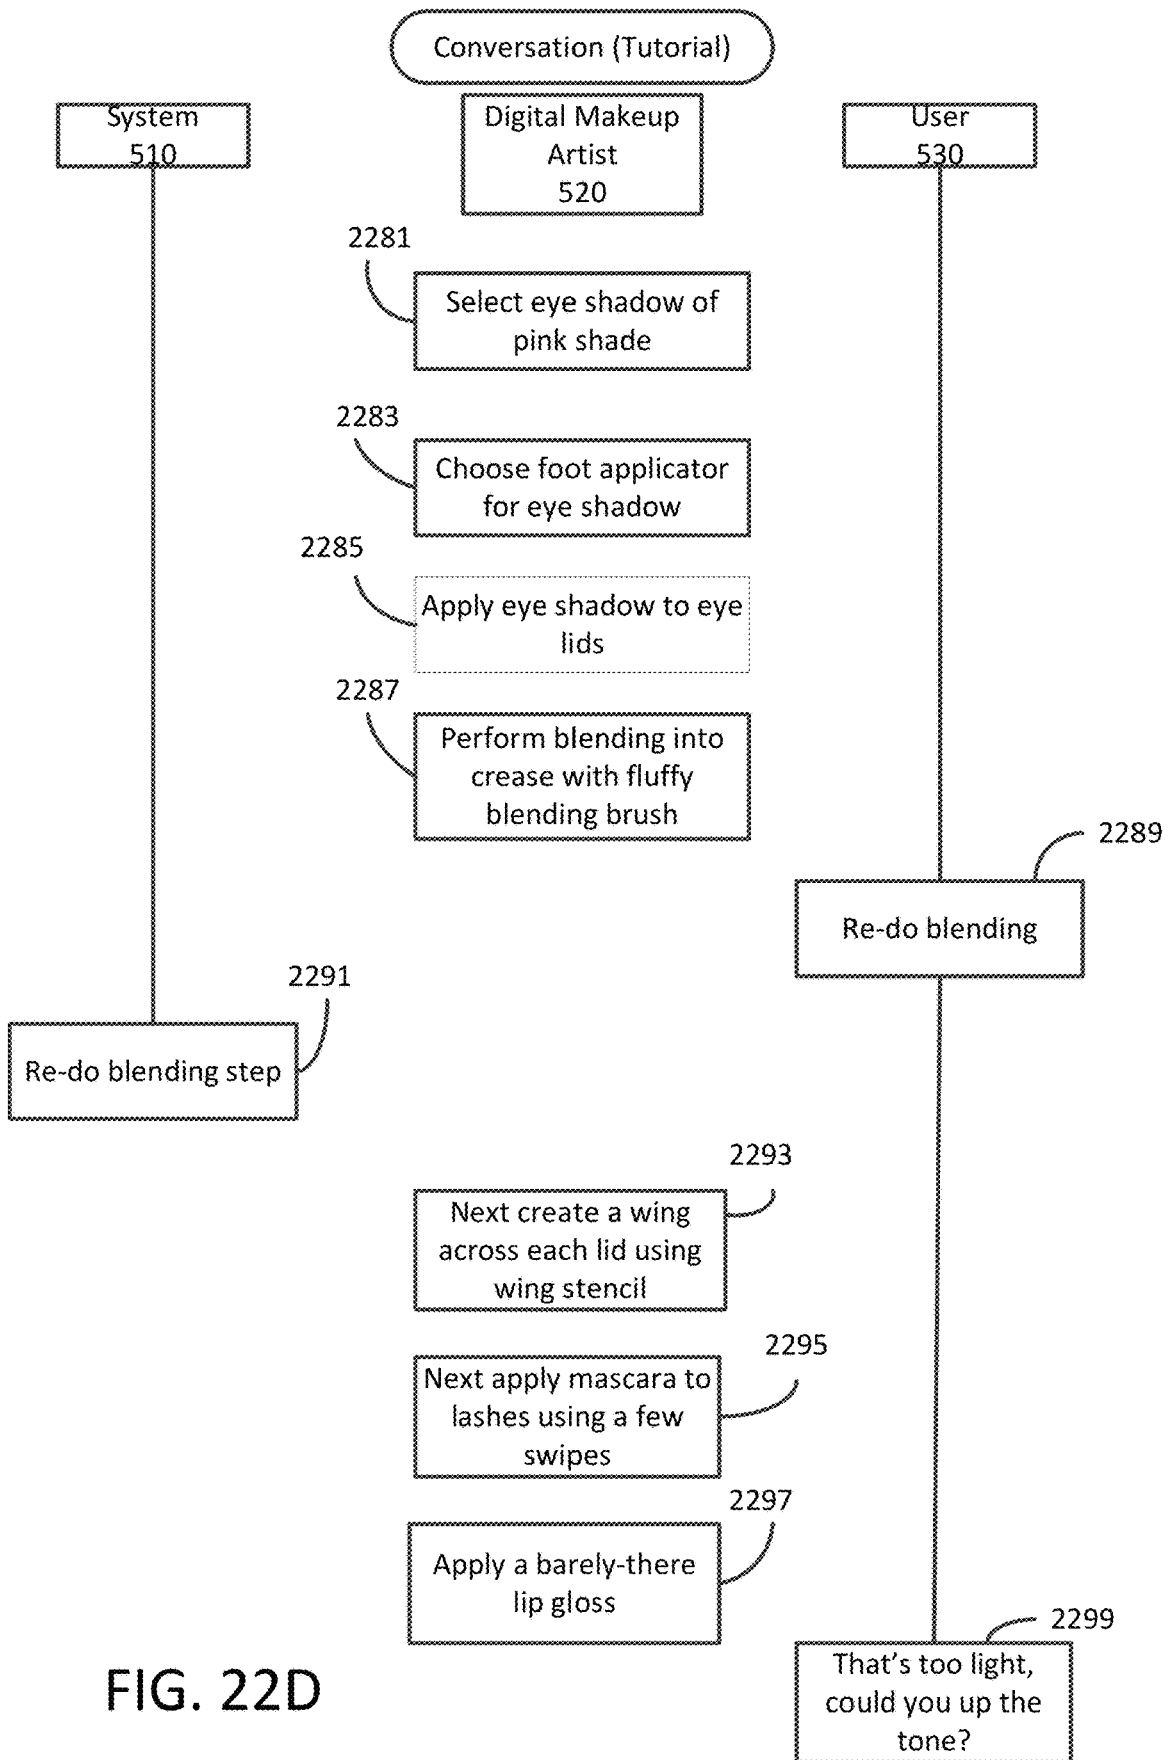 Conversation (Tutorial)
System
510
Digital Makeup
Artist
520
User
530
2281
Select eye shadow of
pink shade
2283
Choose foot applicator
for eye shadow
2285
Apply eye shadow to eye
lids
2287
Perform blending into
crease with fluffy
blending brush
2289
Re-do blending
2291
Re-do blending step
2293
Next create a wing
across each lid using
wing stencil
2295
Next apply mascara to
lashes using a few
swipes
2297
Apply a barely-there
lip gloss
2299
That's too light,
could you up the
tone?
FIG. 22D